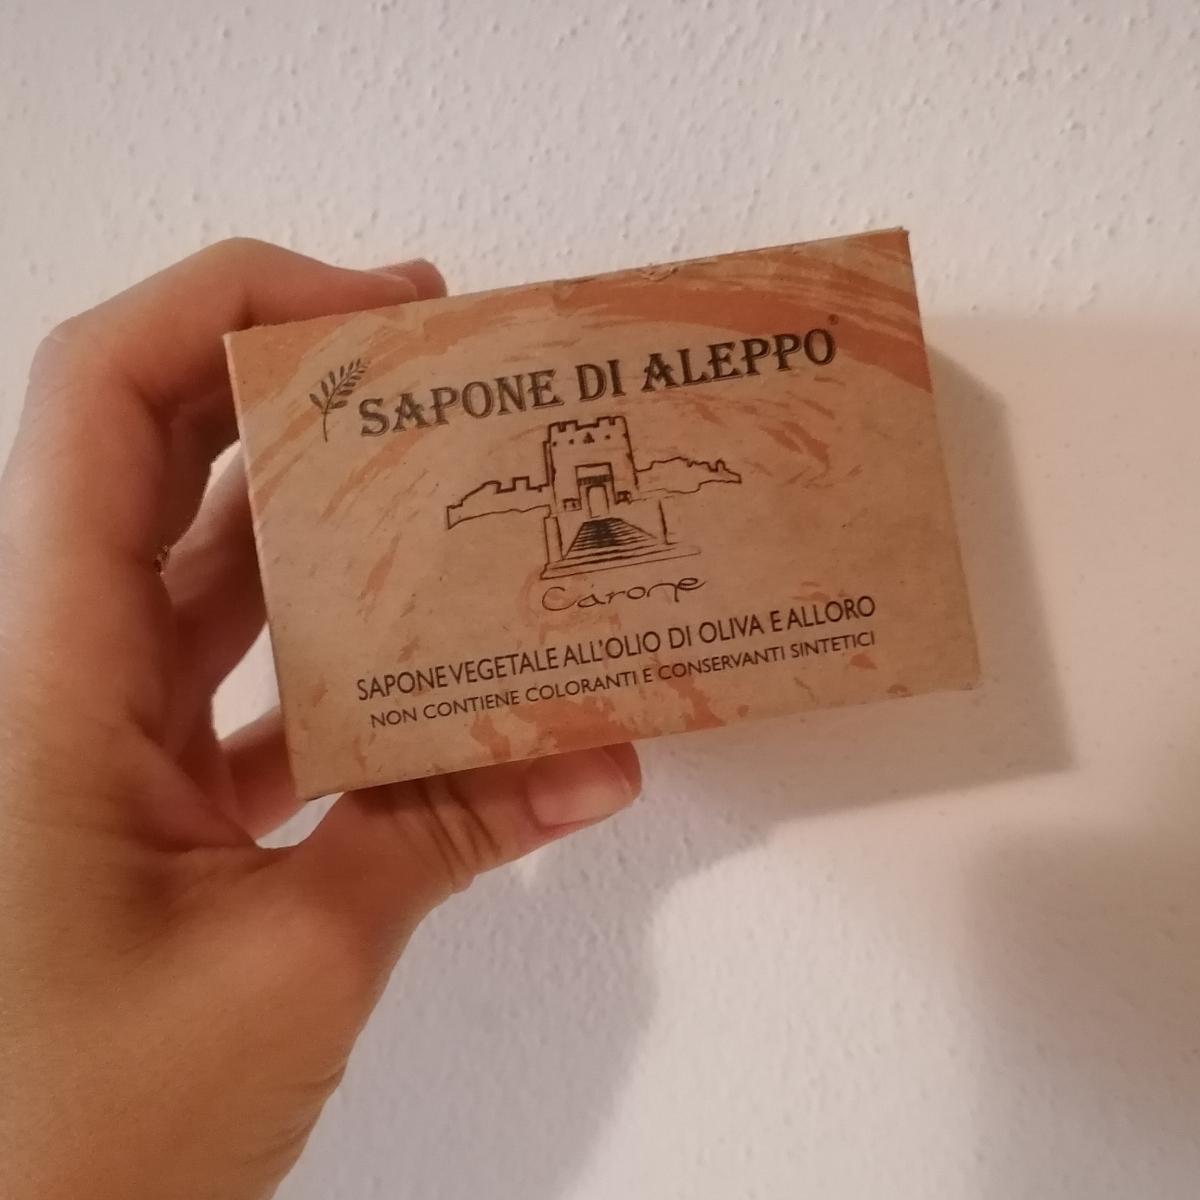 SAPONE DI ALEPPO®
Carone
SAPONE VEGETALE ALL'OLIO DI OLIVA E ALLORO
NON CONTIENE COLORANTI E CONSERVANTI SINTETICI